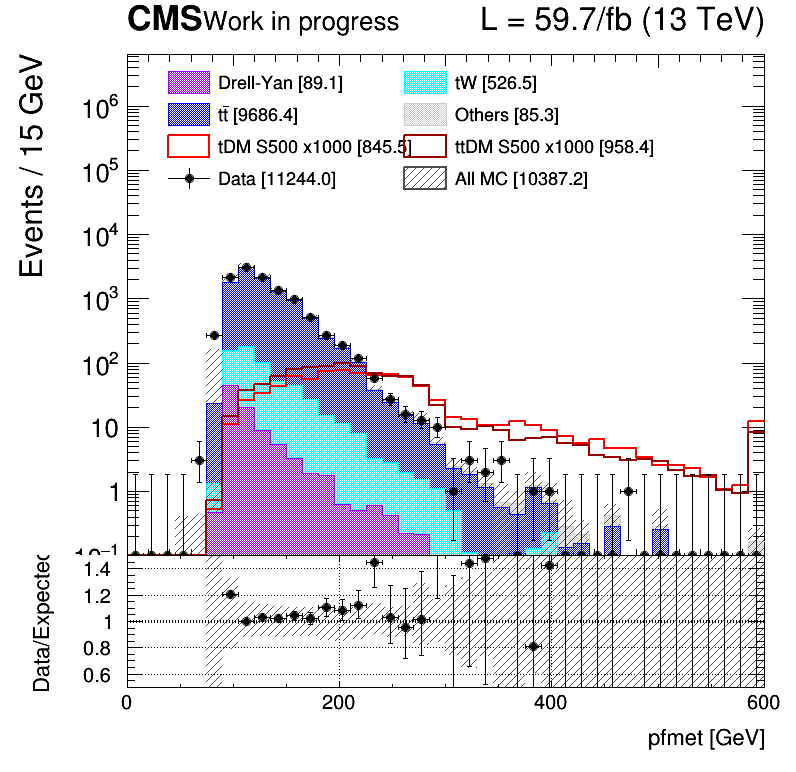 CMS Work in progress L = 59.7/fb (13 TeV)
Events / 15 GeV
Drell-Yan [89.1] tW [526.5]
tt̄ [9686.4] Others [85.3]
tDM S500 x1000 [845.5] ttDM S500 x1000 [958.4]
Data [11244.0] All MC [10387.2]
10⁶
10⁵
10⁴
10³
10²
10
1
10⁻¹
Data/Expected
1.4
1.2
1
0.8
0.6
0 200 400 600
pfmet [GeV]